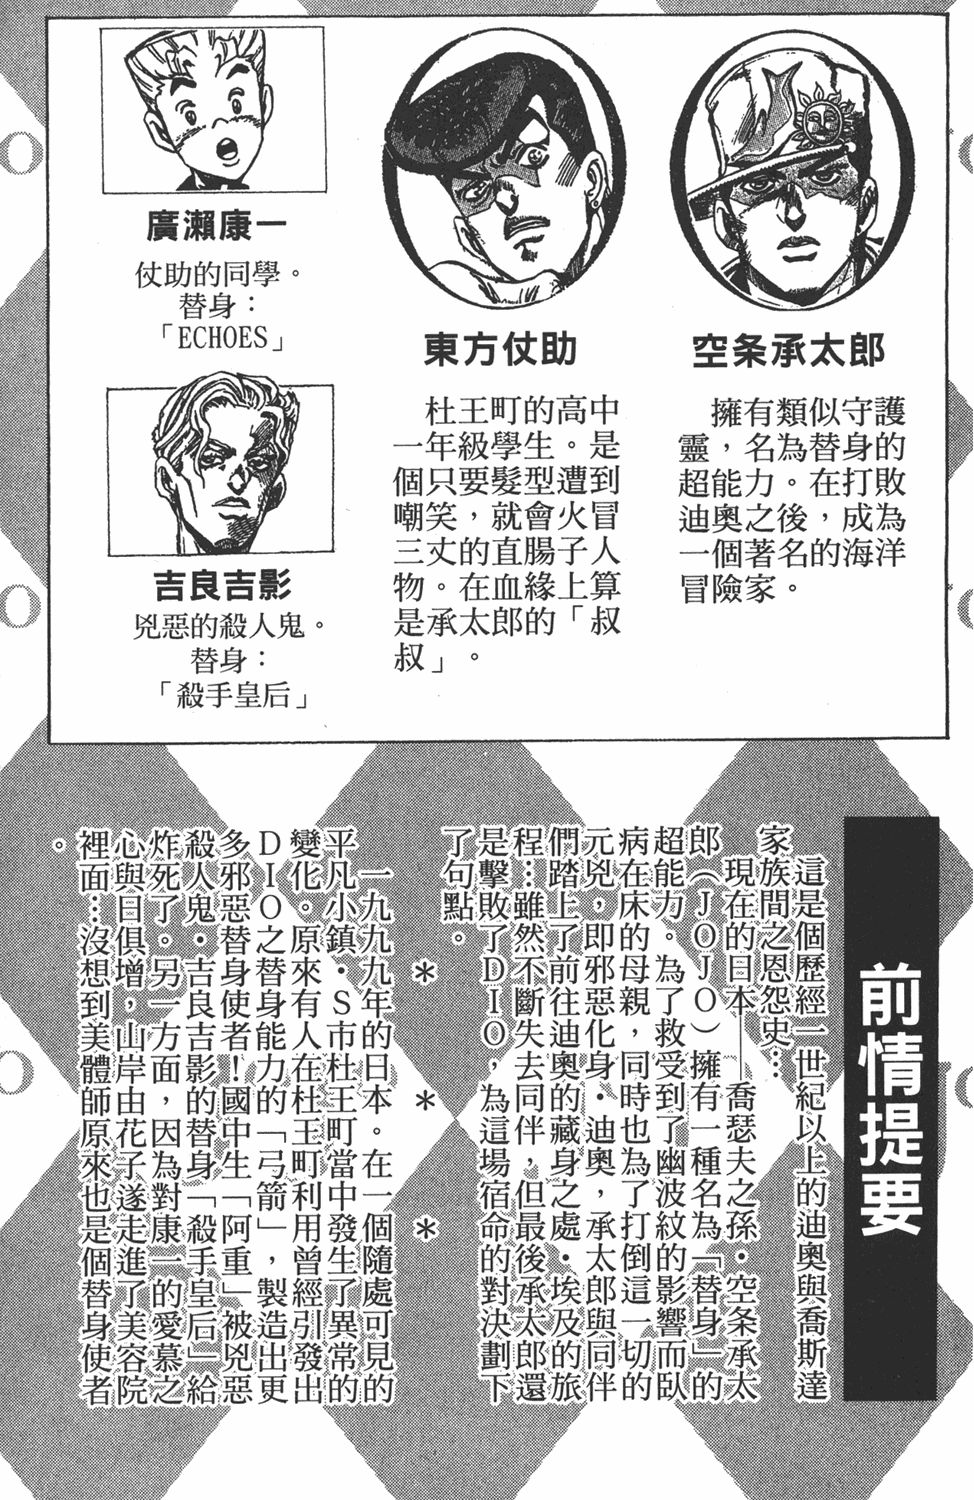 空条承太郎
擁有類似守護
靈，名為替身的
超能力。在打敗
迪奧之後，成為
一個著名的海洋
冒險家。
東方仗助
杜王町的高中
一年級學生。是
個只要髮型遭到
嘲笑，就會火冒
三丈的直腸子人
物。在血緣上算
是承太郎的「叔
叔」。
廣瀨康一
仗助的同學。
替身：
「ECHOES」
吉良吉影
兇惡的殺人鬼。
替身：
「殺手皇后」
前情提要
這是個歷經一世紀以上的迪奧與喬斯達
家族間之恩怨史…
現在的日本——喬瑟夫之孫・空条承太
郎（JOJO）擁有一種名為「替身」的
超能力。為了救受到了幽波紋的影響而臥
病在床的母親，同時也為了打倒這一切的
元兇，即邪惡化身・迪奧，承太郎與同伴
們踏上了前往迪奧的藏身之處・埃及的旅
程…雖然不斷失去同伴，但最後承太郎還
是擊敗了DIO，為這場宿命的對決劃下
了句點。
＊　＊　＊
一九九九年的日本。在一個隨處可見的
平凡小鎮・S市杜王町當中發生了異常的
變化。原來有人在杜王町利用曾經引發出
DIO之替身能力的「弓箭」，製造出更
多邪惡替身使者！國中生「阿重」被兇惡
殺人鬼・吉良吉影的替身「殺手皇后」給
炸死了。另一方面，因為對康一的愛慕之
心與日俱增，山岸由花子遂走進了美容院
裡面…沒想到美體師原來也是個替身使者
。